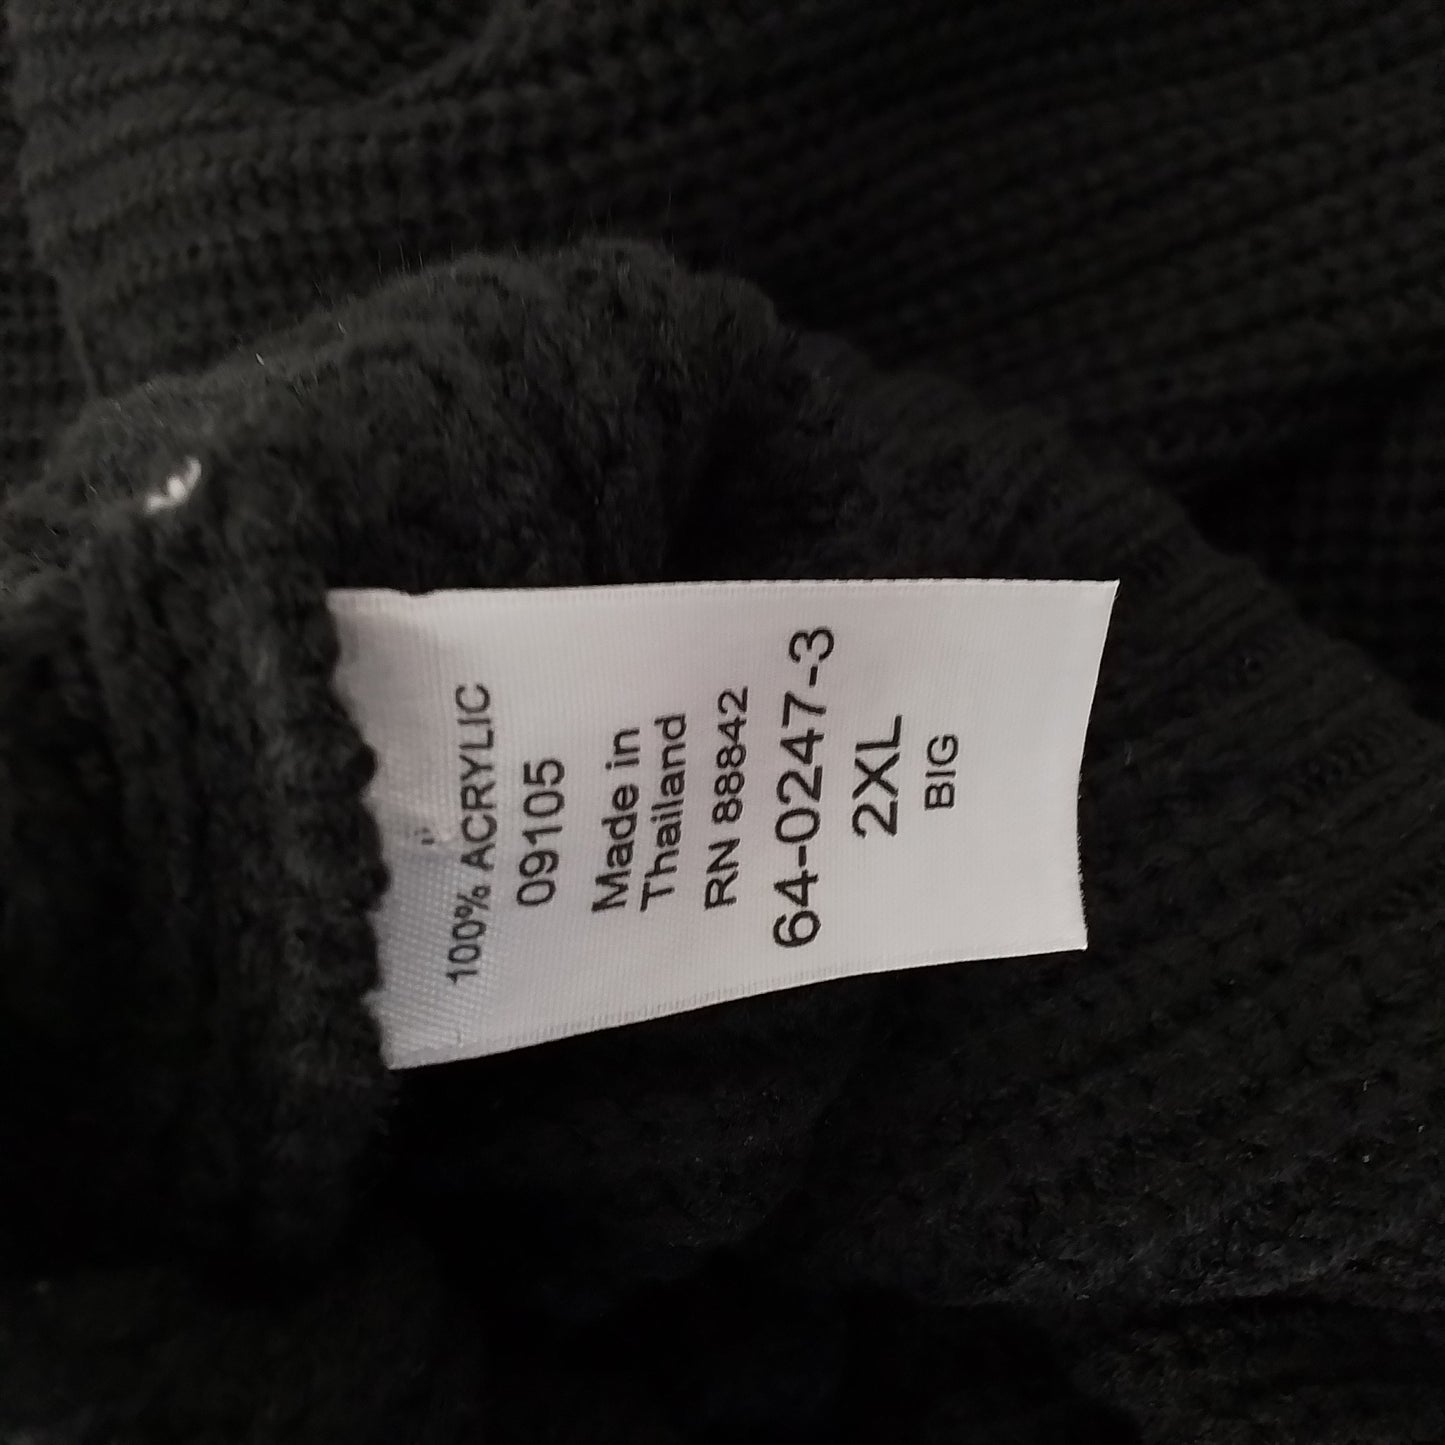 100% ACRYLIC
09105
Made in
Thailand
RN 88842
64-0247-3
2XL
BIG